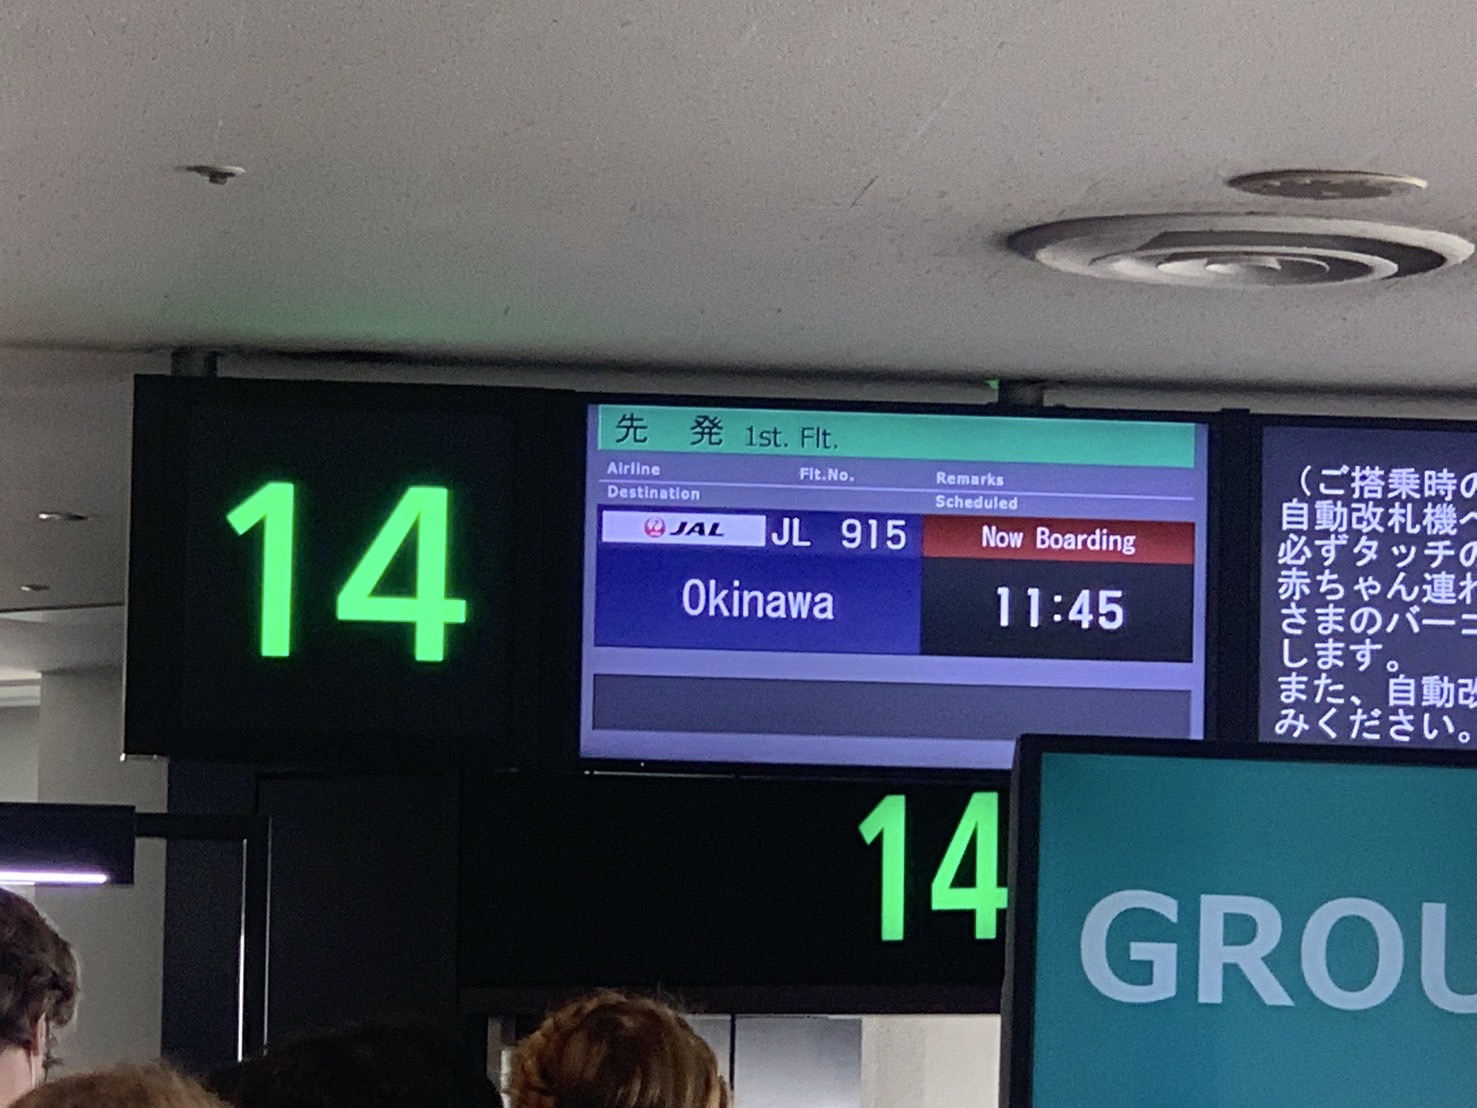 14
先 発 1st. Flt.
Airline Flt.No. Remarks
Destination Scheduled
JAL JL 915 Now Boarding
Okinawa 11:45
(ご搭乗時の
自動改札機へ
必ずタッチの
赤ちゃん連れ
さまのバーコ
します。
また、自動改
みください。
14
GROU